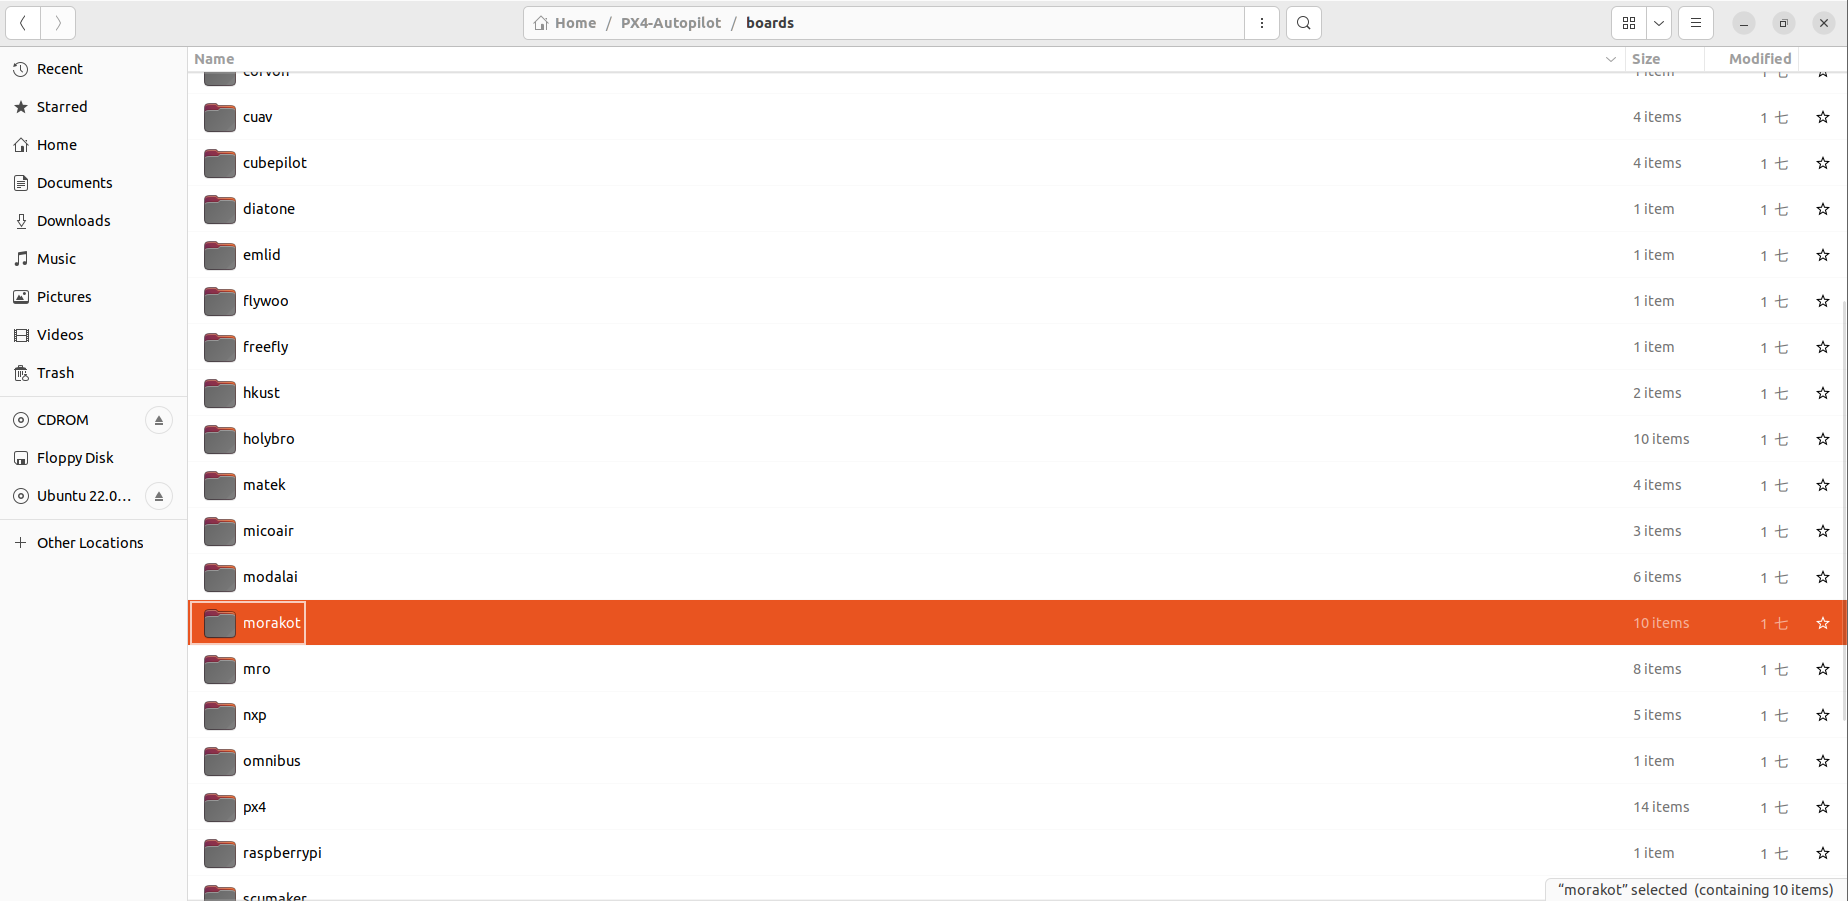 Home / PX4-Autopilot / boards
Name Size Modified
Recent
Starred
Home
Documents
Downloads
Music
Pictures
Videos
Trash
CDROM
Floppy Disk
Ubuntu 22.0...
Other Locations
corvon 1 item 1 七
cuav 4 items 1 七
cubepilot 4 items 1 七
diatone 1 item 1 七
emlid 1 item 1 七
flywoo 1 item 1 七
freefly 1 item 1 七
hkust 2 items 1 七
holybro 10 items 1 七
matek 4 items 1 七
micoair 3 items 1 七
modalai 6 items 1 七
morakot 10 items 1 七
mro 8 items 1 七
nxp 5 items 1 七
omnibus 1 item 1 七
px4 14 items 1 七
raspberrypi 1 item 1 七
scumaker
“morakot” selected (containing 10 items)